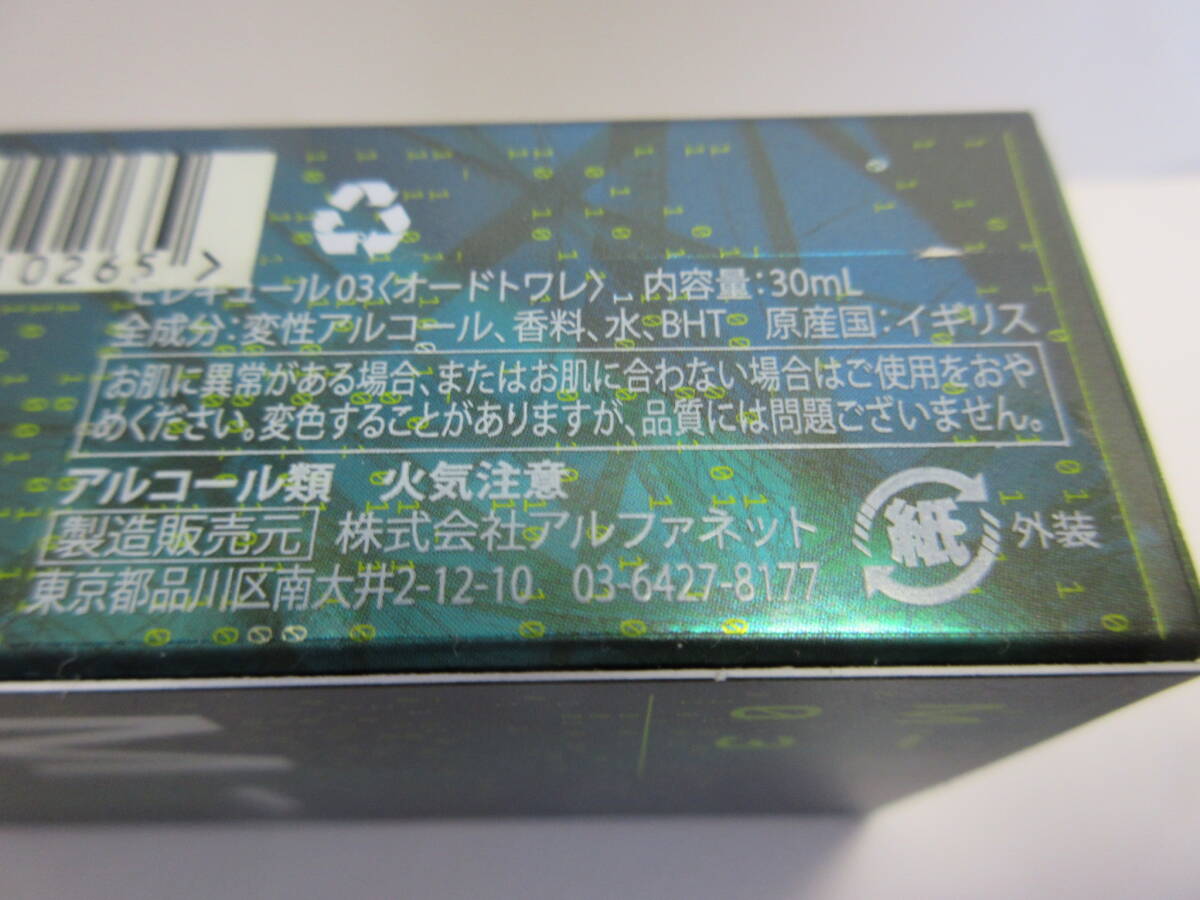 10265 >
モレキュール 03〈オードトワレ〉 内容量：30mL
全成分：変性アルコール、香料、水、BHT 原産国：イギリス
お肌に異常がある場合、またはお肌に合わない場合はご使用をおや
めください。変色することがありますが、品質には問題ございません。
アルコール類 火気注意
製造販売元 株式会社アルファネット
東京都品川区南大井2-12-10 03-6427-8177
紙 外装
03